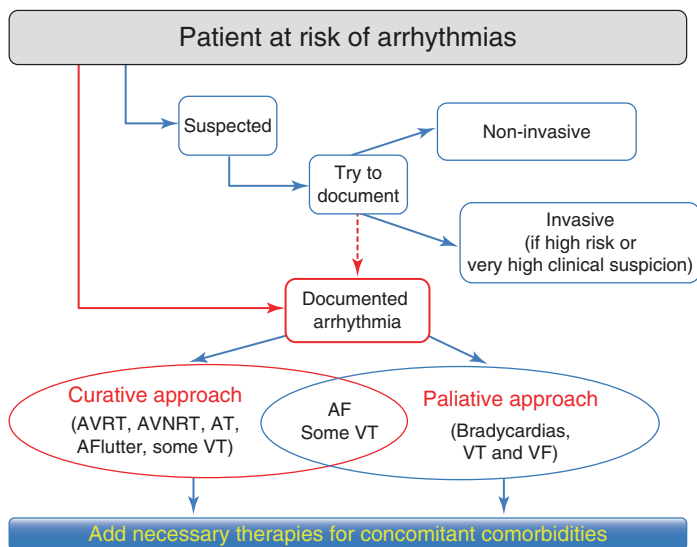 Patient at risk of arrhythmias
Suspected
Non-invasive
Try to
document
Invasive
(if high risk or
very high clinical suspicion)
Documented
arrhythmia
Curative approach
(AVRT, AVNRT, AT,
AFlutter, some VT)
AF
Some VT
Paliative approach
(Bradycardias,
VT and VF)
Add necessary therapies for concomitant comorbidities